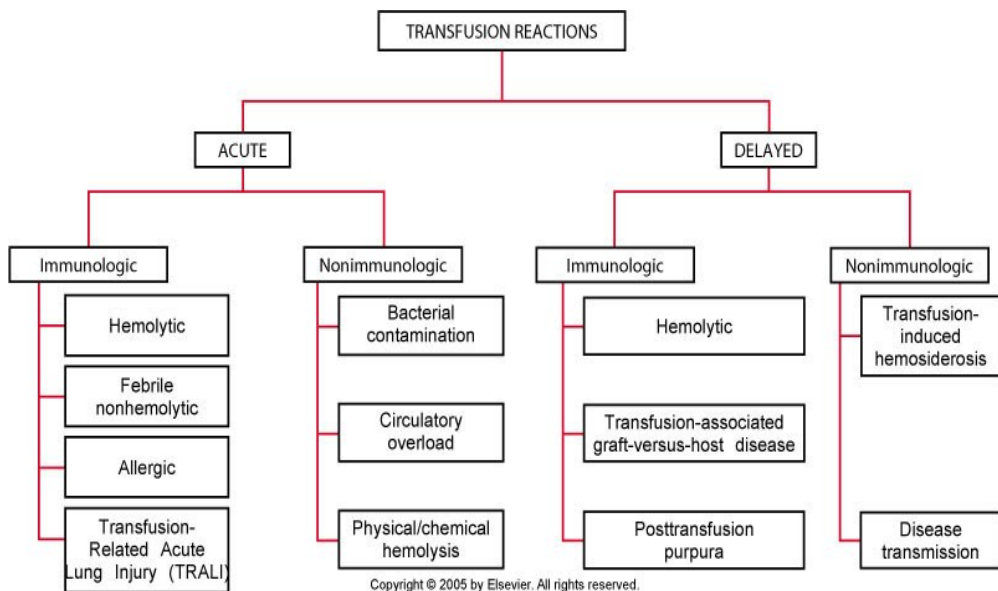 TRANSFUSION REACTIONS
ACUTE
DELAYED
Immunologic
Nonimmunologic
Immunologic
Nonimmunologic
Hemolytic
Febrile
nonhemolytic
Allergic
Transfusion-
Related Acute
Lung Injury (TRALI)
Bacterial
contamination
Circulatory
overload
Physical/chemical
hemolysis
Hemolytic
Transfusion-associated
graft-versus-host disease
Posttransfusion
purpura
Transfusion-
induced
hemosiderosis
Disease
transmission
Copyright © 2005 by Elsevier. All rights reserved.